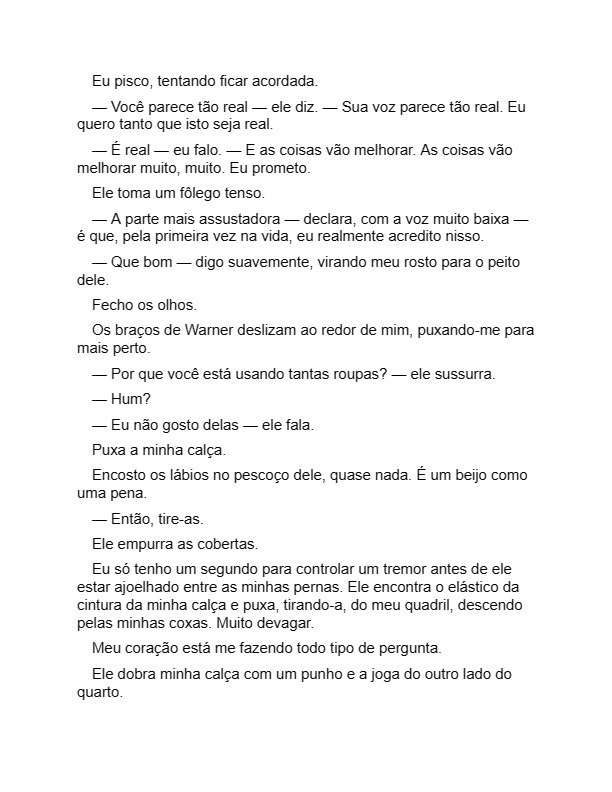 Eu pisco, tentando ficar acordada.
— Você parece tão real — ele diz. — Sua voz parece tão real. Eu
quero tanto que isto seja real.
— É real — eu falo. — E as coisas vão melhorar. As coisas vão
melhorar muito, muito. Eu prometo.
Ele toma um fôlego tenso.
— A parte mais assustadora — declara, com a voz muito baixa —
é que, pela primeira vez na vida, eu realmente acredito nisso.
— Que bom — digo suavemente, virando meu rosto para o peito
dele.
Fecho os olhos.
Os braços de Warner deslizam ao redor de mim, puxando-me para
mais perto.
— Por que você está usando tantas roupas? — ele sussurra.
— Hum?
— Eu não gosto delas — ele fala.
Puxa a minha calça.
Encosto os lábios no pescoço dele, quase nada. É um beijo como
uma pena.
— Então, tire-as.
Ele empurra as cobertas.
Eu só tenho um segundo para controlar um tremor antes de ele
estar ajoelhado entre as minhas pernas. Ele encontra o elástico da
cintura da minha calça e puxa, tirando-a, do meu quadril, descendo
pelas minhas coxas. Muito devagar.
Meu coração está me fazendo todo tipo de pergunta.
Ele dobra minha calça com um punho e a joga do outro lado do
quarto.